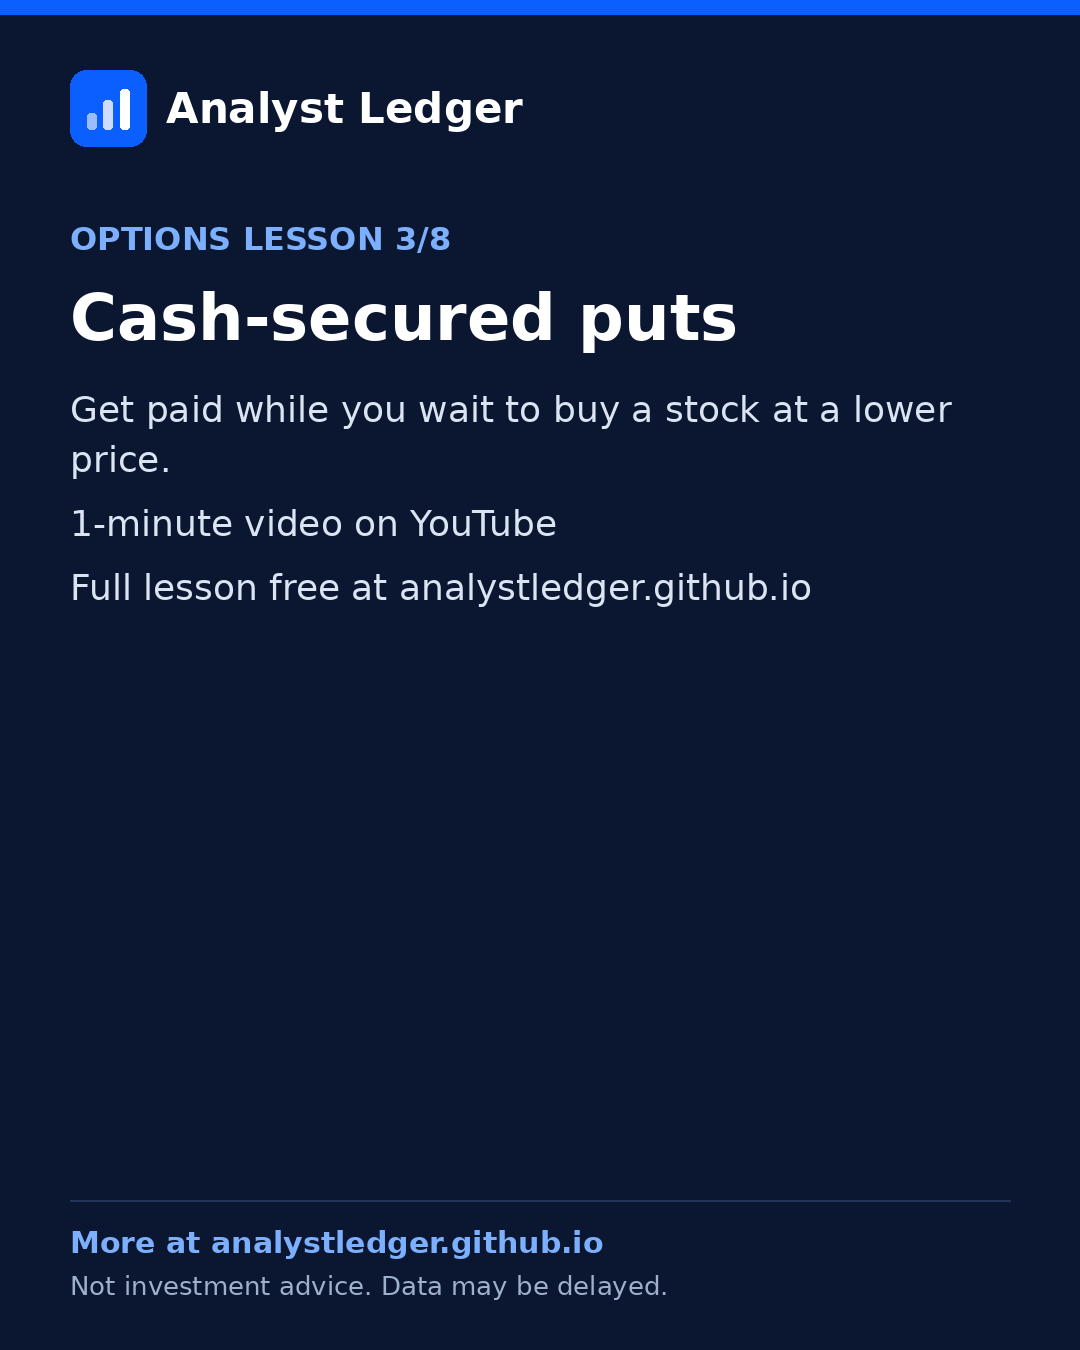 Analyst Ledger
OPTIONS LESSON 3/8
Cash-secured puts
Get paid while you wait to buy a stock at a lower
price.
1-minute video on YouTube
Full lesson free at analystledger.github.io
More at analystledger.github.io
Not investment advice. Data may be delayed.